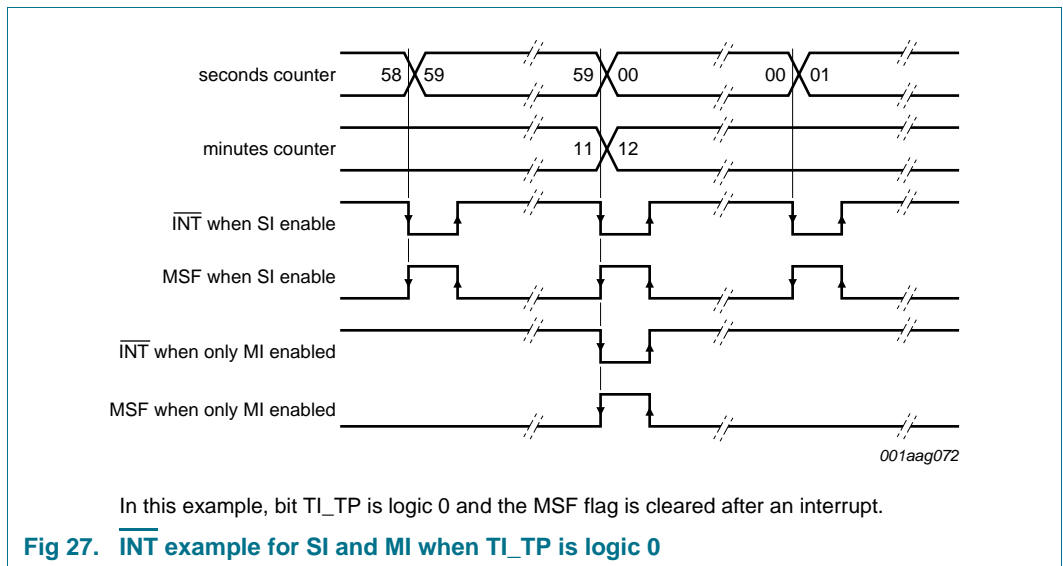 seconds counter 58 59 59 00 00 01
minutes counter 11 12
INT when SI enable
MSF when SI enable
INT when only MI enabled
MSF when only MI enabled
001aag072
In this example, bit TI_TP is logic 0 and the MSF flag is cleared after an interrupt.
Fig 27. INT example for SI and MI when TI_TP is logic 0